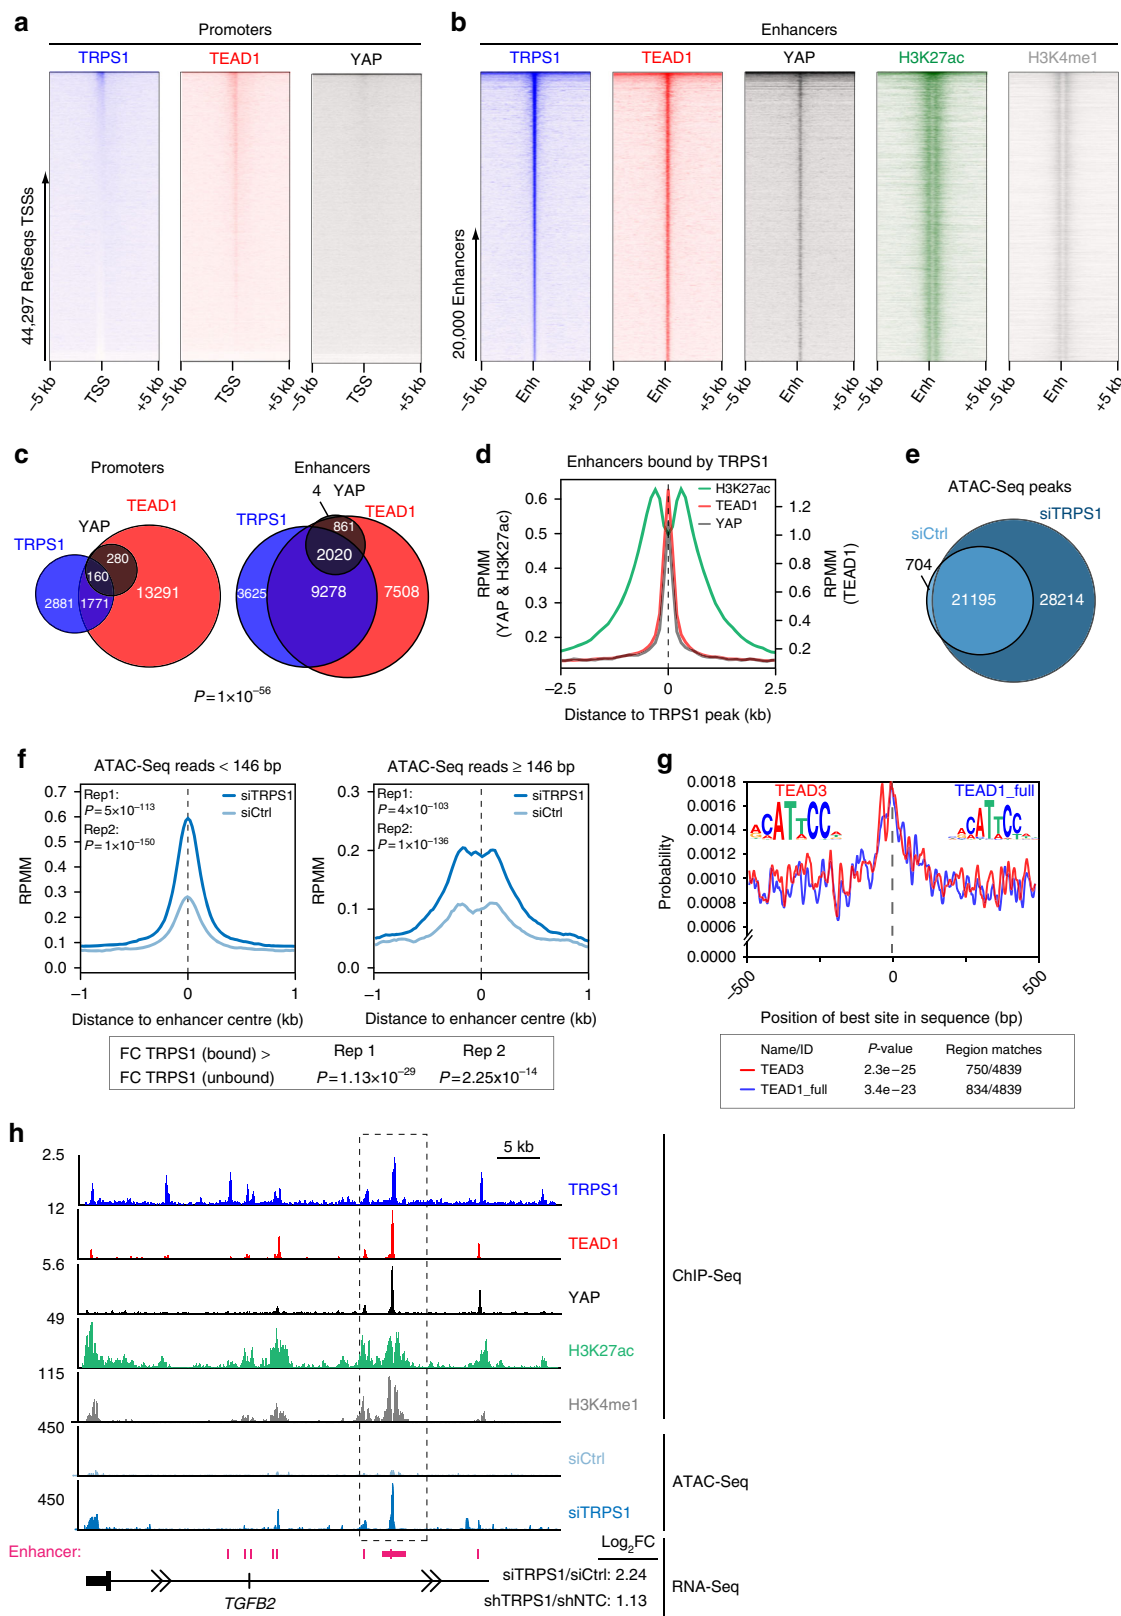 a
Promoters
TRPS1
TEAD1
YAP
44,297 RefSeqs TSSs
−5 kb
TSS
+5 kb
−5 kb
TSS
+5 kb
−5 kb
TSS
+5 kb
b
Enhancers
TRPS1
TEAD1
YAP
H3K27ac
H3K4me1
20,000 Enhancers
−5 kb
Enh
+5 kb
−5 kb
Enh
+5 kb
−5 kb
Enh
+5 kb
−5 kb
Enh
+5 kb
−5 kb
Enh
+5 kb
c
Promoters
TEAD1
YAP
TRPS1
280
160
2881
1771
13291
Enhancers
4
YAP
TRPS1
TEAD1
861
2020
3625
9278
7508
P=1×10−56
d
Enhancers bound by TRPS1
H3K27ac
TEAD1
YAP
RPMM
(YAP & H3K27ac)
0.6
0.5
0.4
0.3
0.2
RPMM
(TEAD1)
1.2
1.0
0.8
0.6
0.4
0.2
−2.5
0
2.5
Distance to TRPS1 peak (kb)
e
ATAC-Seq peaks
siTRPS1
siCtrl
704
21195
28214
f
ATAC-Seq reads < 146 bp
Rep1:
P=5×10−113
Rep2:
P=1×10−150
siTRPS1
siCtrl
RPMM
0.7
0.6
0.5
0.4
0.3
0.2
0.1
0.0
−1
0
1
Distance to enhancer centre (kb)
ATAC-Seq reads ≥ 146 bp
Rep1:
P=4×10−103
Rep2:
P=1×10−136
siTRPS1
siCtrl
RPMM
0.3
0.2
0.1
0.0
−1
0
1
Distance to enhancer centre (kb)
FC TRPS1 (bound) > Rep 1 Rep 2
FC TRPS1 (unbound) P=1.13×10−29 P=2.25x10−14
g
Probability
0.0018
0.0016
0.0014
0.0012
0.0010
0.0008
0.0006
0.0000
TEAD3
ACATTCC
TEAD1_full
CATTCC
−500
0
500
Position of best site in sequence (bp)
Name/ID P-value Region matches
TEAD3 2.3e−25 750/4839
TEAD1_full 3.4e−23 834/4839
h
5 kb
2.5
TRPS1
12
TEAD1
5.6
YAP
49
H3K27ac
115
H3K4me1
450
siCtrl
450
siTRPS1
ChIP-Seq
ATAC-Seq
RNA-Seq
Enhancer:
TGFB2
Log2FC
siTRPS1/siCtrl: 2.24
shTRPS1/shNTC: 1.13